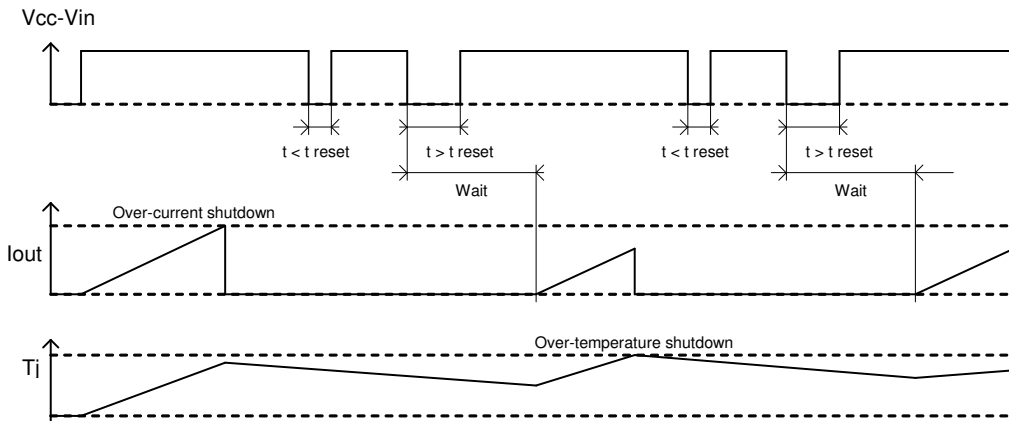 Vcc-Vin
t < t reset
t > t reset
t < t reset
t > t reset
Wait
Wait
Over-current shutdown
Iout
Over-temperature shutdown
Tj